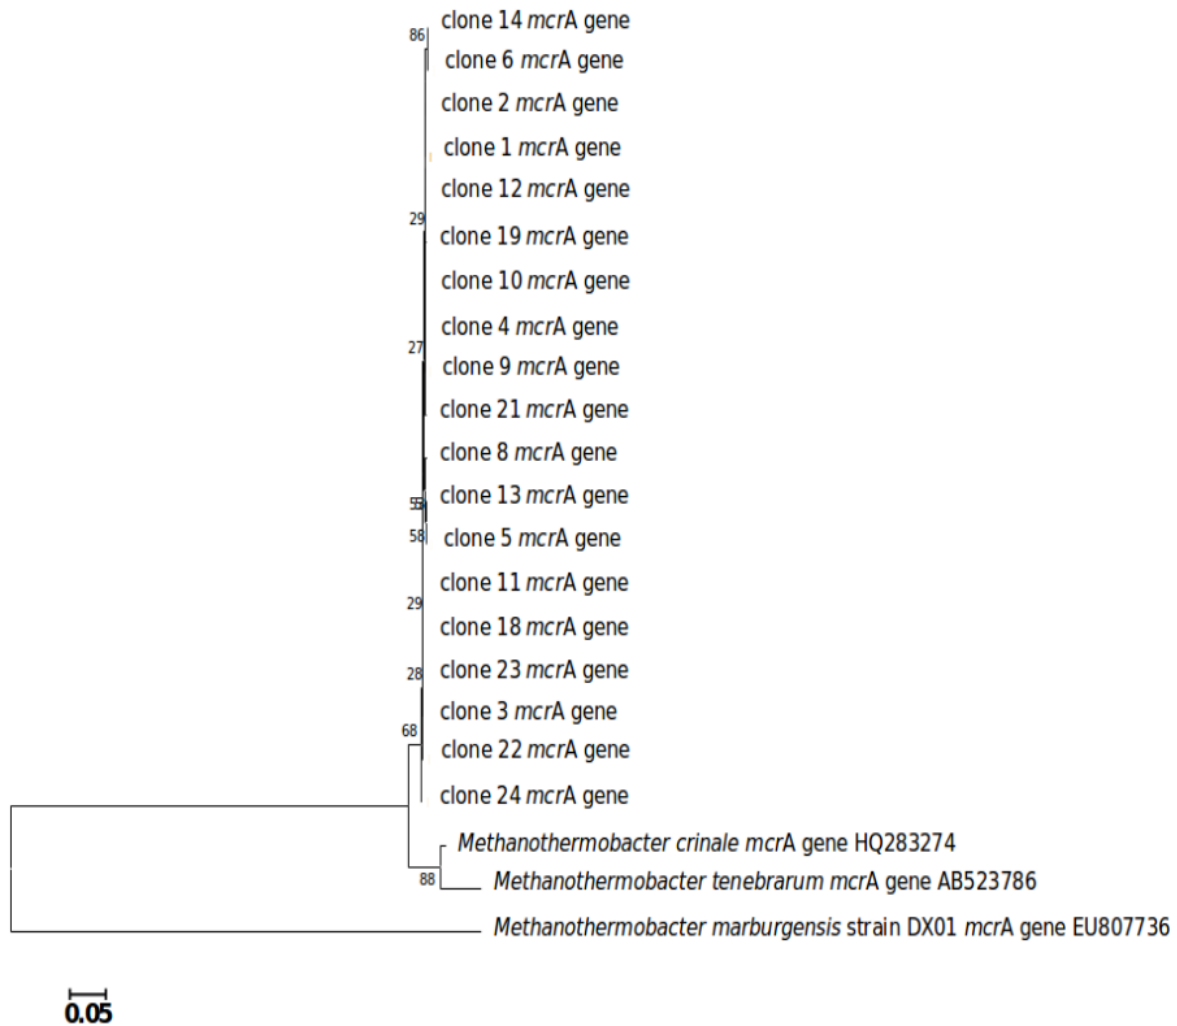 clone 14 mcrA gene
86
clone 6 mcrA gene
clone 2 mcrA gene
clone 1 mcrA gene
clone 12 mcrA gene
29
clone 19 mcrA gene
clone 10 mcrA gene
clone 4 mcrA gene
27
clone 9 mcrA gene
clone 21 mcrA gene
clone 8 mcrA gene
clone 13 mcrA gene
58
clone 5 mcrA gene
clone 11 mcrA gene
29
clone 18 mcrA gene
clone 23 mcrA gene
28
clone 3 mcrA gene
68
clone 22 mcrA gene
clone 24 mcrA gene
Methanothermobacter crinale mcrA gene HQ283274
88
Methanothermobacter tenebrarum mcrA gene AB523786
Methanothermobacter marburgensis strain DX01 mcrA gene EU807736
0.05